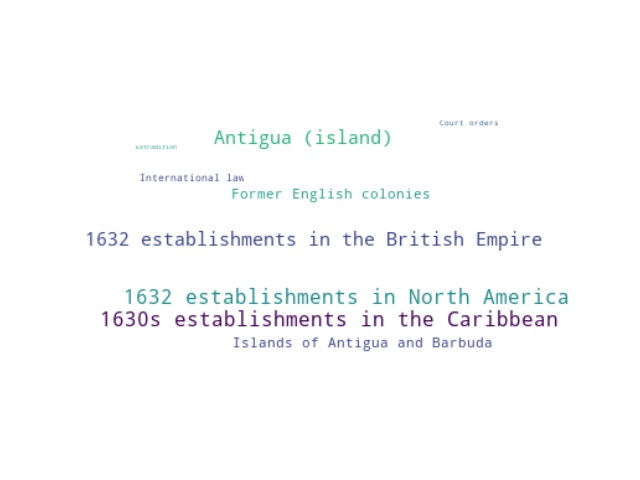 Court orders
Antigua (island)
Extradition
International law
Former English colonies
1632 establishments in the British Empire
1632 establishments in North America
1630s establishments in the Caribbean
Islands of Antigua and Barbuda